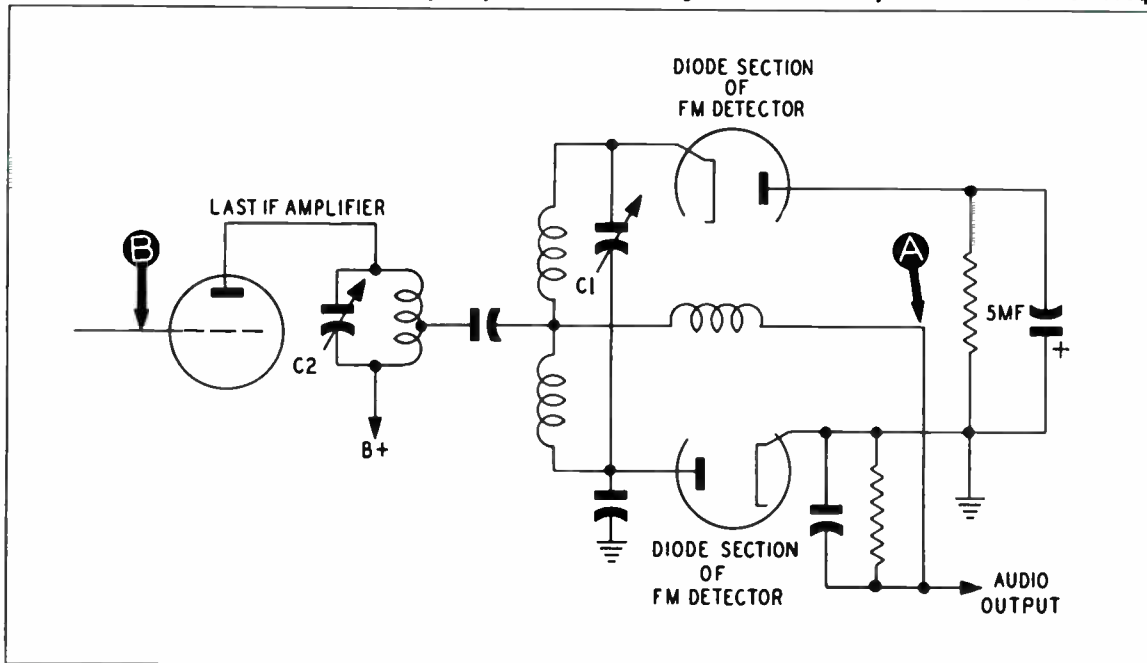 DIODE SECTION
OF
FM DETECTOR
LAST IF AMPLIFIER
B
A
C1
5MF
+
C2
B+
DIODE SECTION
OF
FM DETECTOR
AUDIO
OUTPUT